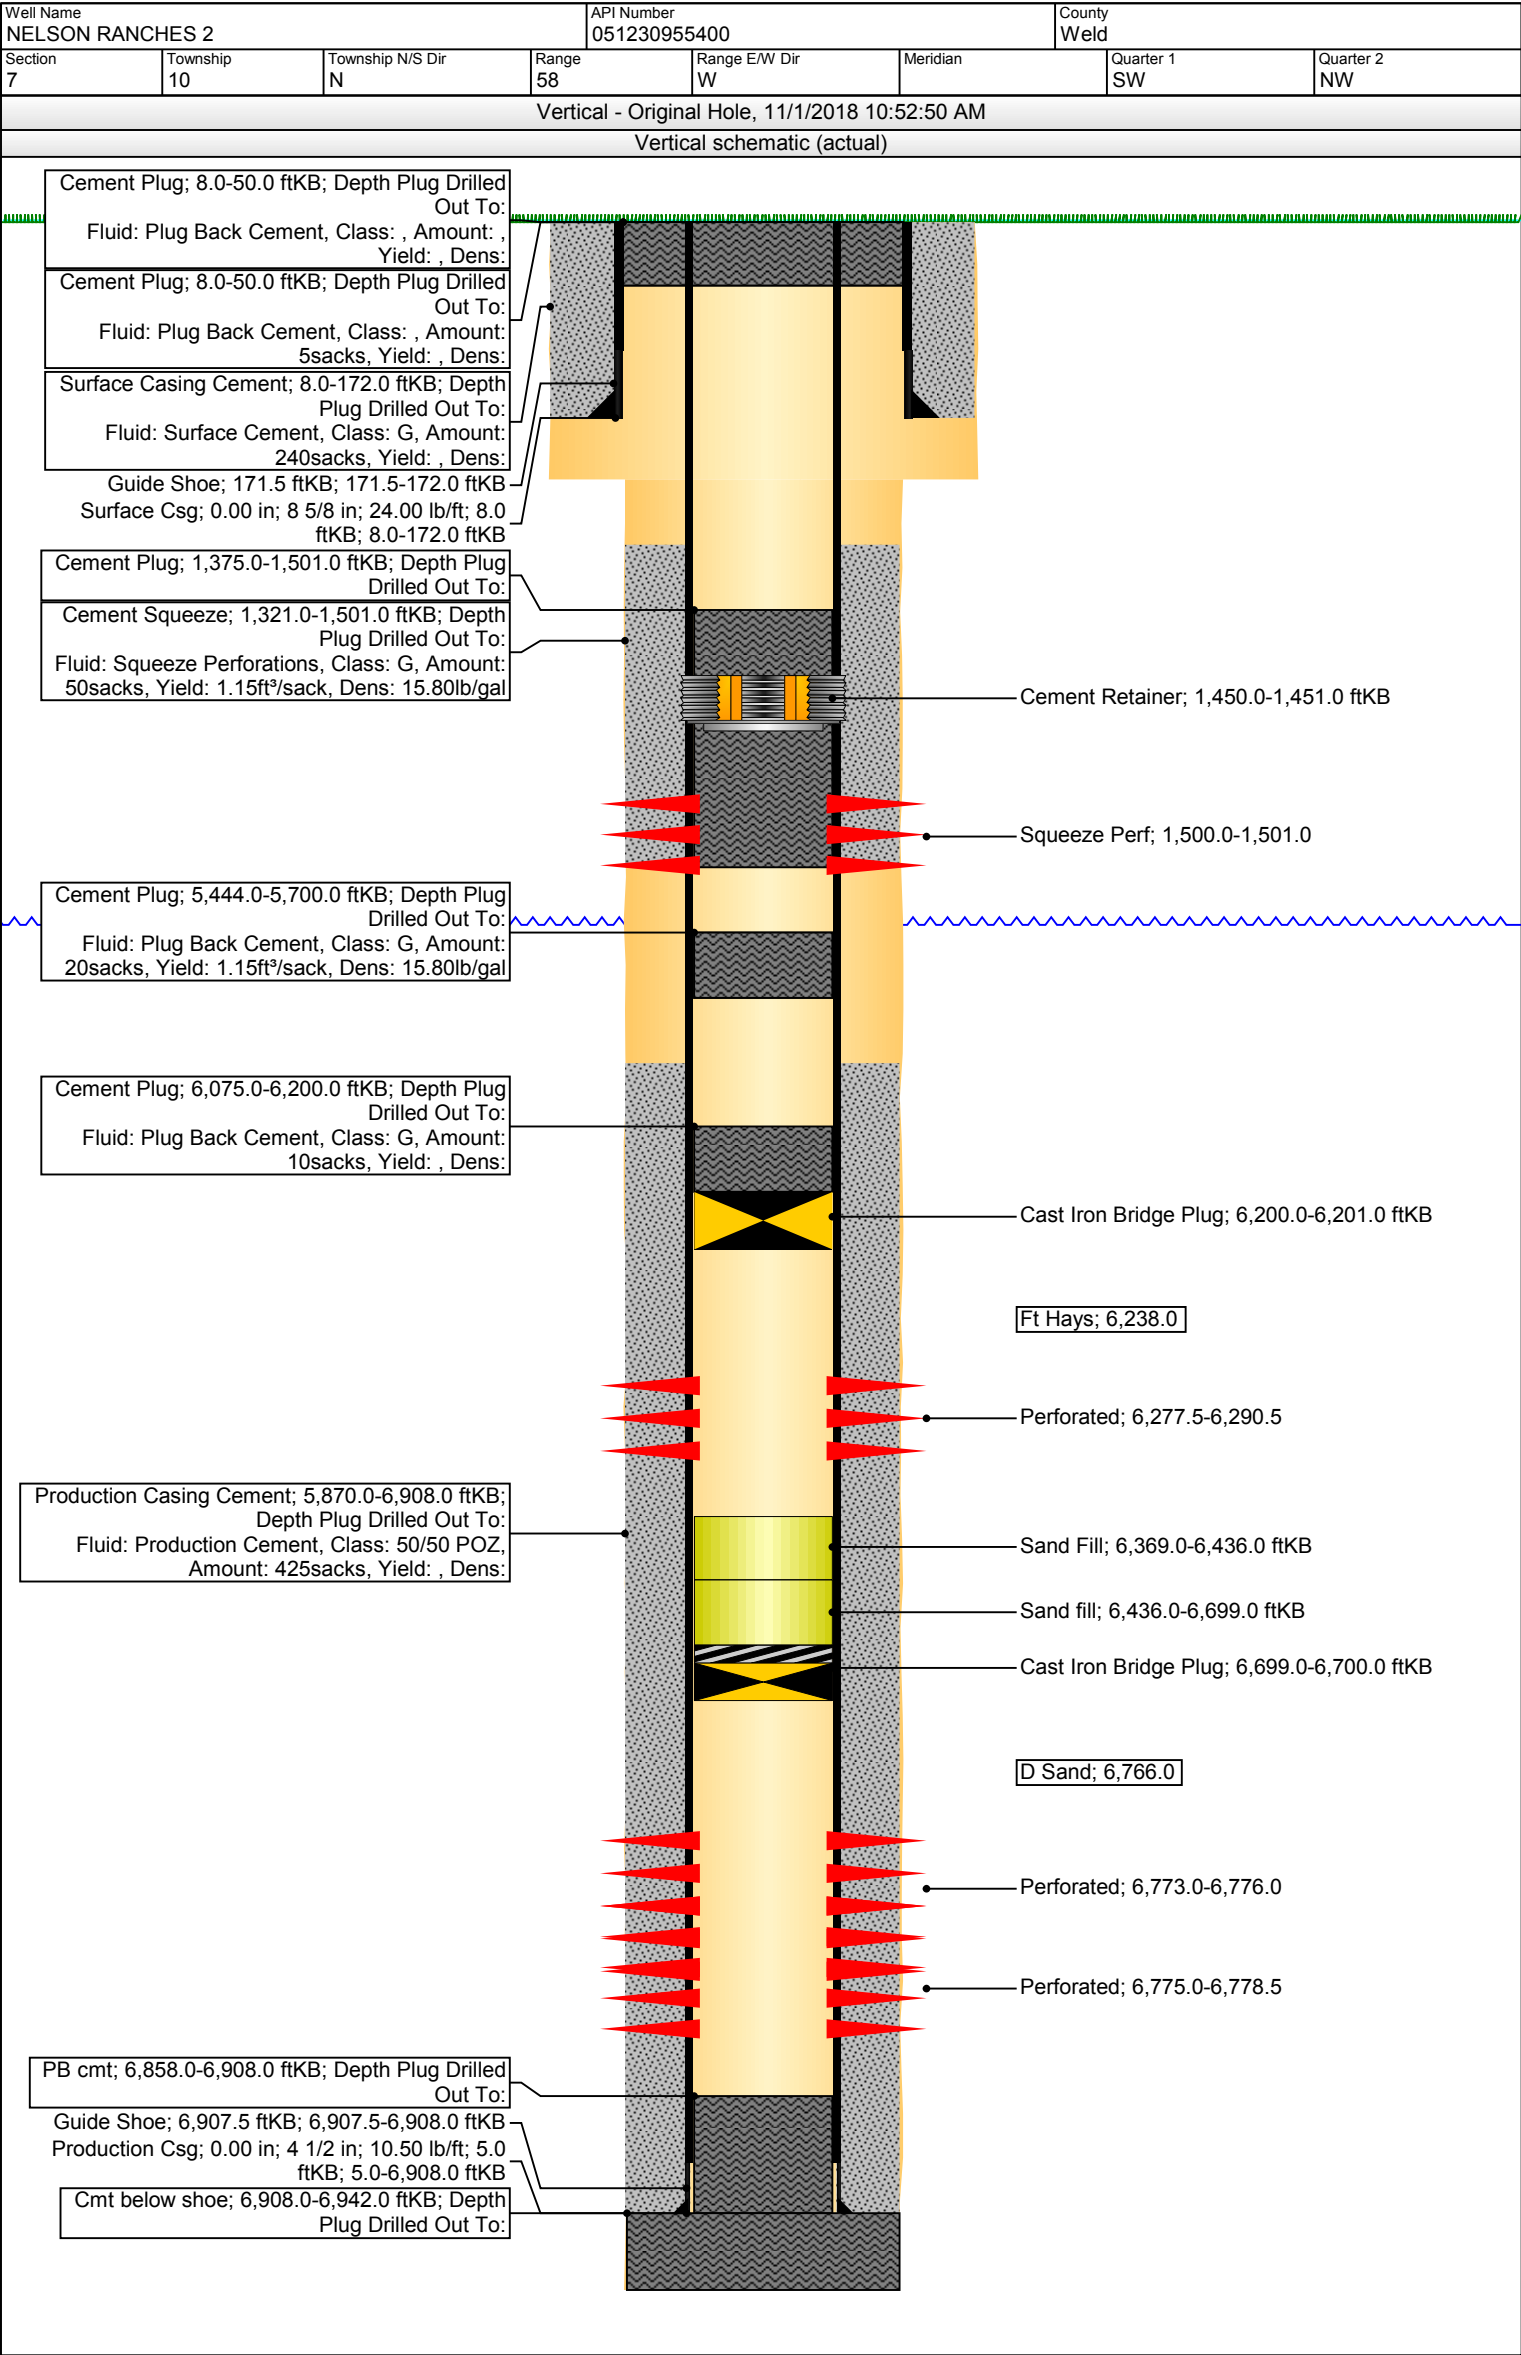 Well Name
NELSON RANCHES 2
API Number
051230955400
County
Weld
Section
7
Township
10
Township N/S Dir
N
Range
58
Range E/W Dir
W
Meridian
Quarter 1
SW
Quarter 2
NW
Vertical - Original Hole, 11/1/2018 10:52:50 AM
Vertical schematic (actual)
Cement Plug; 8.0-50.0 ftKB; Depth Plug Drilled
Out To:
Fluid: Plug Back Cement, Class: , Amount: ,
Yield: , Dens:
Cement Plug; 8.0-50.0 ftKB; Depth Plug Drilled
Out To:
Fluid: Plug Back Cement, Class: , Amount:
5sacks, Yield: , Dens:
Surface Casing Cement; 8.0-172.0 ftKB; Depth
Plug Drilled Out To:
Fluid: Surface Cement, Class: G, Amount:
240sacks, Yield: , Dens:
Guide Shoe; 171.5 ftKB; 171.5-172.0 ftKB
Surface Csg; 0.00 in; 8 5/8 in; 24.00 lb/ft; 8.0
ftKB; 8.0-172.0 ftKB
Cement Plug; 1,375.0-1,501.0 ftKB; Depth Plug
Drilled Out To:
Cement Squeeze; 1,321.0-1,501.0 ftKB; Depth
Plug Drilled Out To:
Fluid: Squeeze Perforations, Class: G, Amount:
50sacks, Yield: 1.15ft³/sack, Dens: 15.80lb/gal
Cement Retainer; 1,450.0-1,451.0 ftKB
Squeeze Perf; 1,500.0-1,501.0
Cement Plug; 5,444.0-5,700.0 ftKB; Depth Plug
Drilled Out To:
Fluid: Plug Back Cement, Class: G, Amount:
20sacks, Yield: 1.15ft³/sack, Dens: 15.80lb/gal
Cement Plug; 6,075.0-6,200.0 ftKB; Depth Plug
Drilled Out To:
Fluid: Plug Back Cement, Class: G, Amount:
10sacks, Yield: , Dens:
Cast Iron Bridge Plug; 6,200.0-6,201.0 ftKB
Ft Hays; 6,238.0
Perforated; 6,277.5-6,290.5
Production Casing Cement; 5,870.0-6,908.0 ftKB;
Depth Plug Drilled Out To:
Fluid: Production Cement, Class: 50/50 POZ,
Amount: 425sacks, Yield: , Dens:
Sand Fill; 6,369.0-6,436.0 ftKB
Sand fill; 6,436.0-6,699.0 ftKB
Cast Iron Bridge Plug; 6,699.0-6,700.0 ftKB
D Sand; 6,766.0
Perforated; 6,773.0-6,776.0
Perforated; 6,775.0-6,778.5
PB cmt; 6,858.0-6,908.0 ftKB; Depth Plug Drilled
Out To:
Guide Shoe; 6,907.5 ftKB; 6,907.5-6,908.0 ftKB
Production Csg; 0.00 in; 4 1/2 in; 10.50 lb/ft; 5.0
ftKB; 5.0-6,908.0 ftKB
Cmt below shoe; 6,908.0-6,942.0 ftKB; Depth
Plug Drilled Out To: